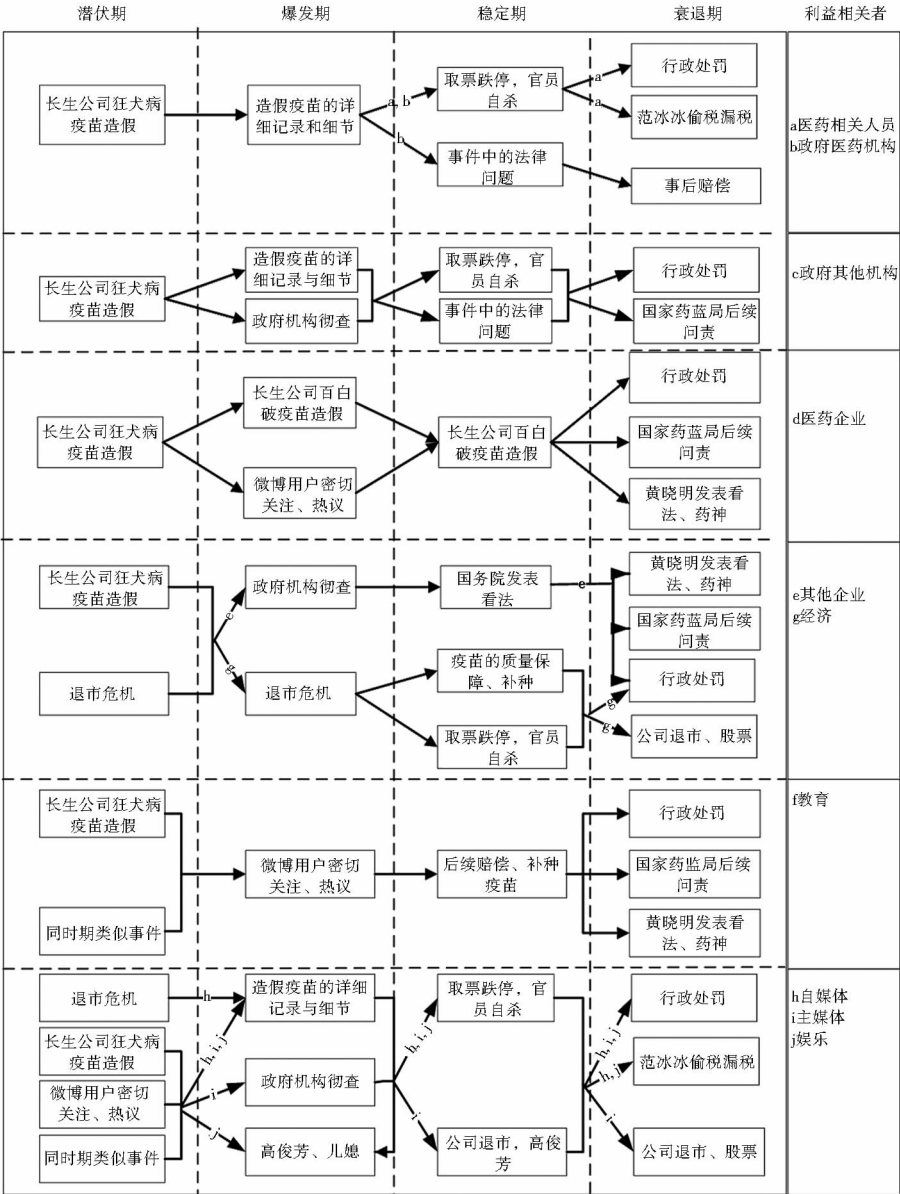 潜伏期
爆发期
稳定期
衰退期
利益相关者
长生公司狂犬病
疫苗造假
造假疫苗的详
细记录和细节
a, b
b
取票跌停，官员
自杀
事件中的法律
问题
a
a
行政处罚
范冰冰偷税漏税
事后赔偿
a医药相关人员
b政府医药机构
长生公司狂犬病
疫苗造假
造假疫苗的详
细记录与细节
政府机构彻查
取票跌停，官
员自杀
事件中的法律
问题
行政处罚
国家药蓝局后续
问责
c政府其他机构
长生公司狂犬病
疫苗造假
长生公司百白
破疫苗造假
微博用户密切
关注、热议
长生公司百白
破疫苗造假
行政处罚
国家药蓝局后续
问责
黄晓明发表看
法、药神
d医药企业
长生公司狂犬病
疫苗造假
退市危机
e
g
政府机构彻查
退市危机
国务院发表
看法
疫苗的质量保
障、补种
取票跌停，官员
自杀
e
g
g
黄晓明发表看
法、药神
国家药蓝局后续
问责
行政处罚
公司退市、股票
e其他企业
g经济
长生公司狂犬病
疫苗造假
同时期类似事件
微博用户密切
关注、热议
后续赔偿、补种
疫苗
行政处罚
国家药监局后续
问责
黄晓明发表看
法、药神
f教育
退市危机
长生公司狂犬病
疫苗造假
微博用户密切
关注、热议
同时期类似事件
h
h, i, j
i
j
造假疫苗的详细
记录与细节
政府机构彻查
高俊芳、儿媳
h, i, j
i
取票跌停，官
员自杀
公司退市，高俊
芳
h, i, j
h, j
i
行政处罚
范冰冰偷税漏税
公司退市、股票
h自媒体
i主媒体
j娱乐